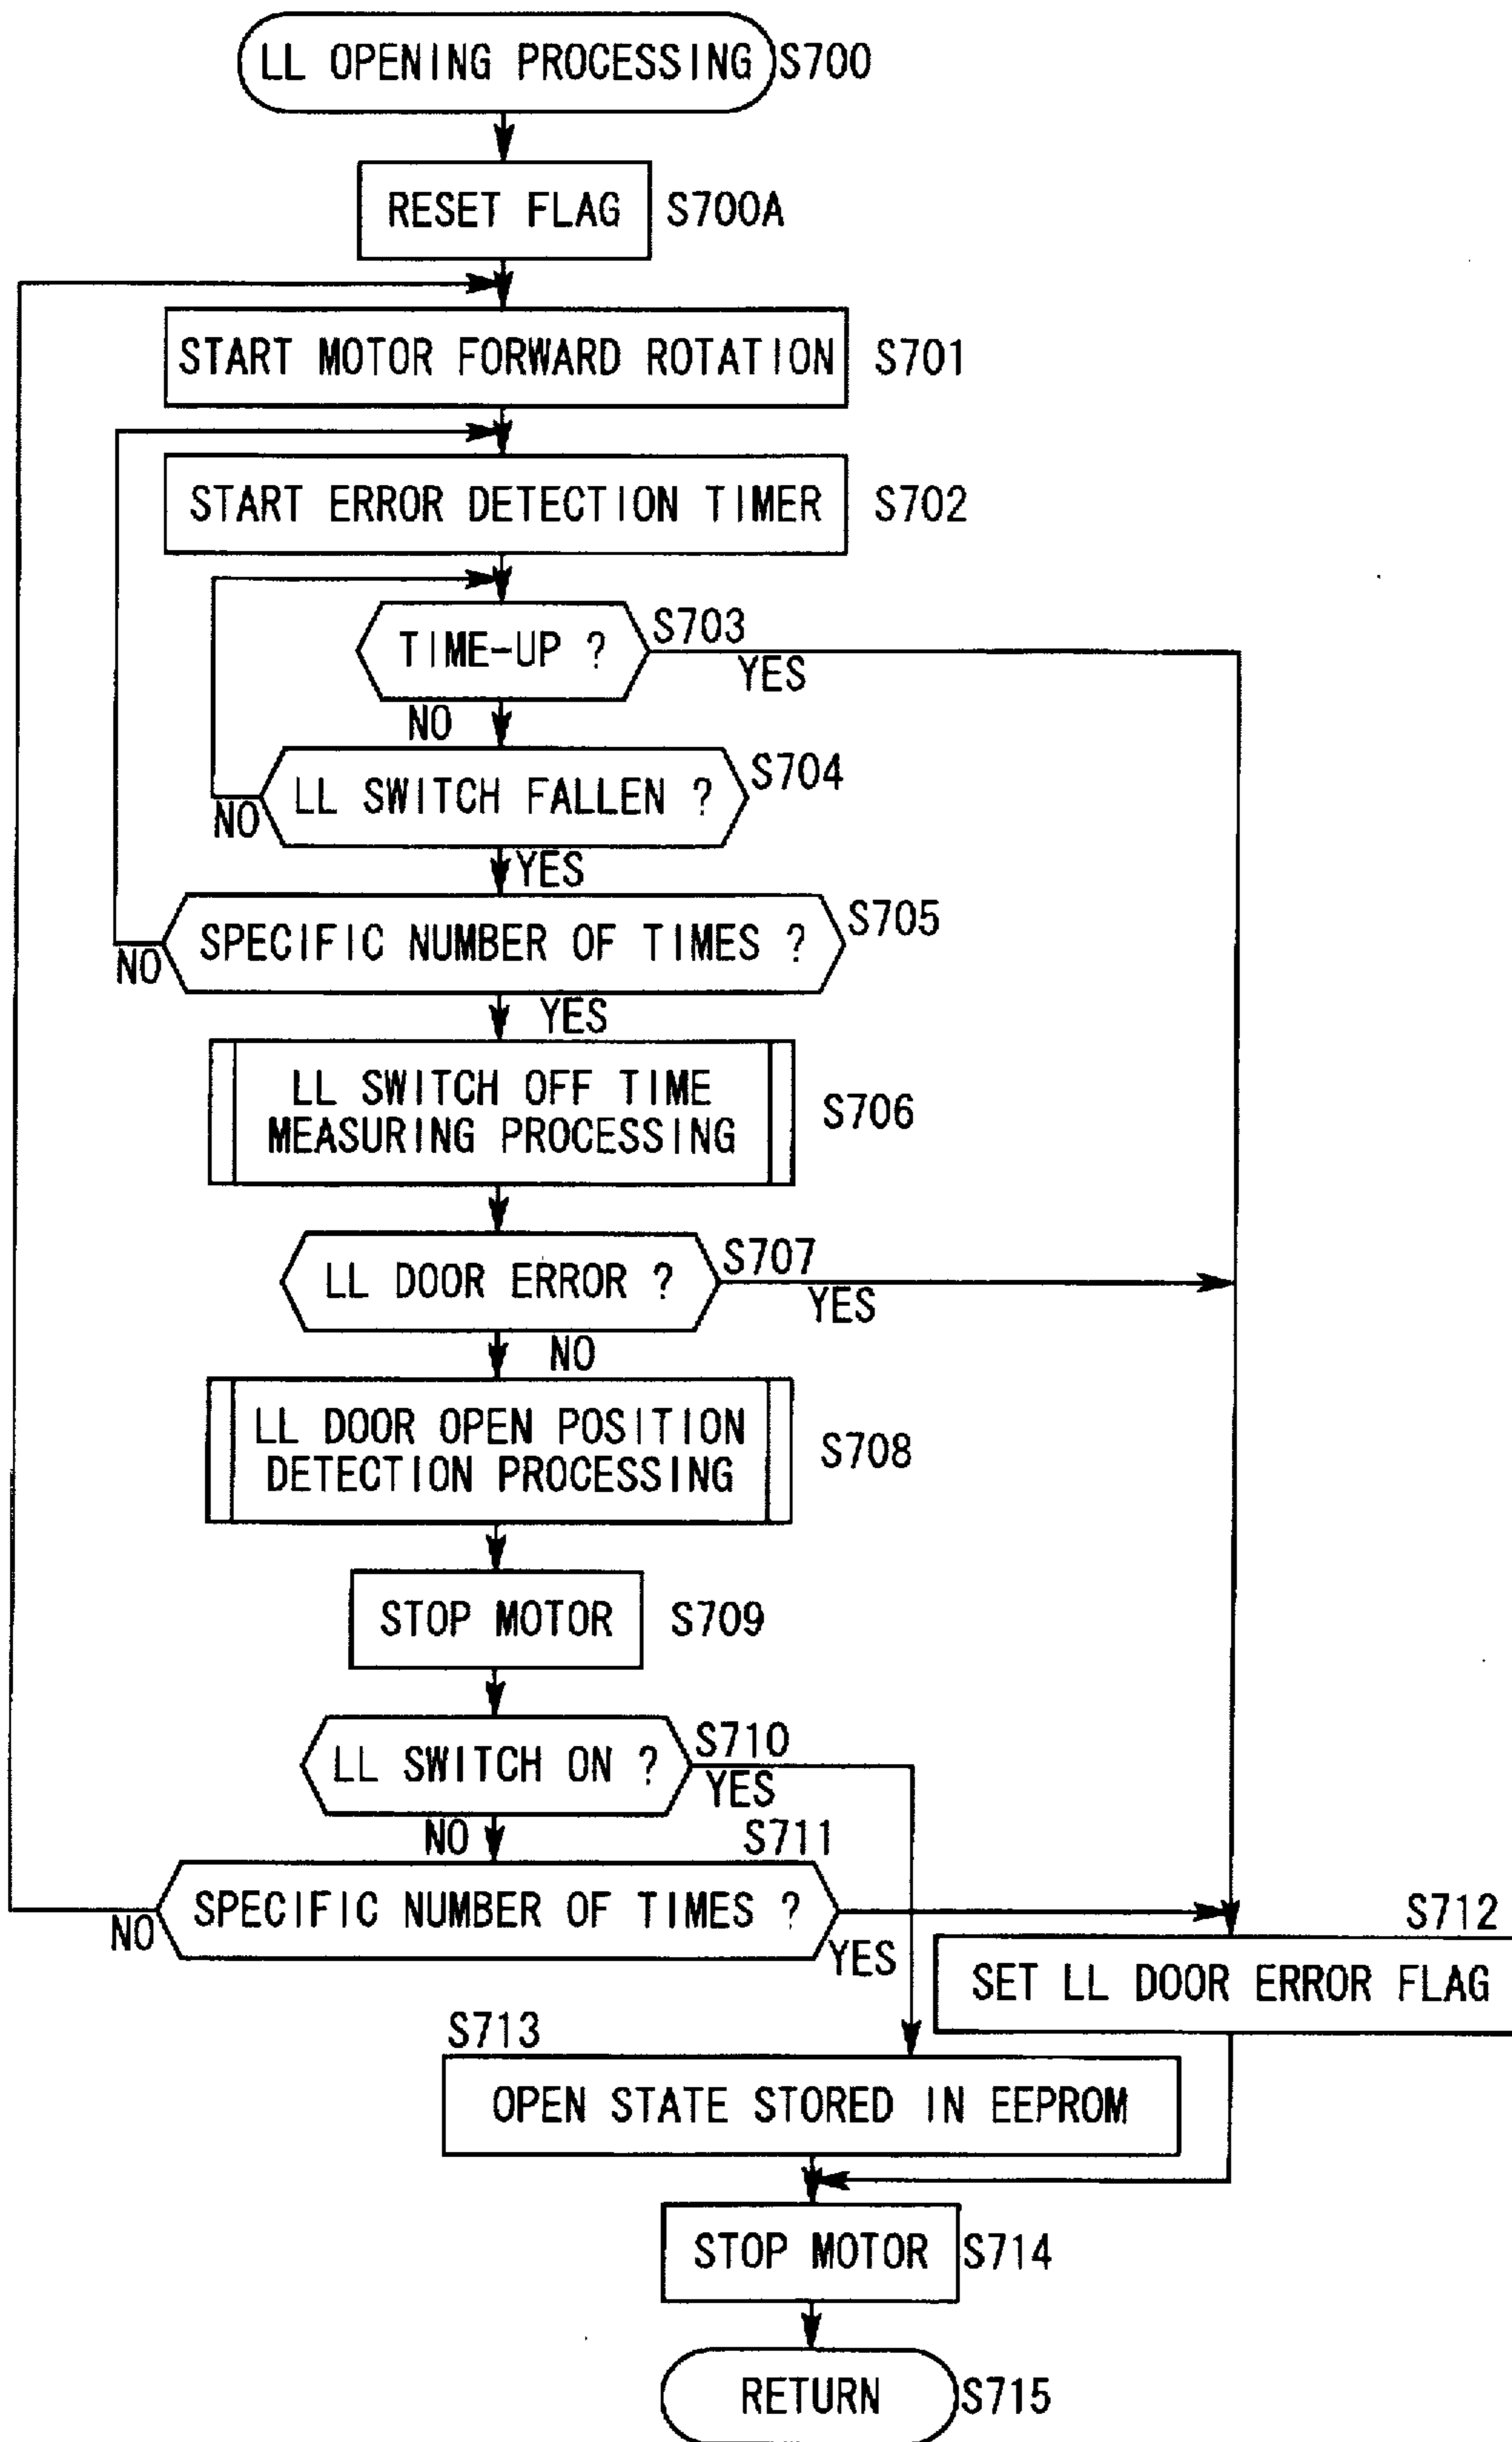 LL OPENING PROCESSING S700
RESET FLAG S700A
START MOTOR FORWARD ROTATION S701
START ERROR DETECTION TIMER S702
TIME-UP ? S703
YES
NO
LL SWITCH FALLEN ? S704
NO
YES
SPECIFIC NUMBER OF TIMES ? S705
NO
YES
LL SWITCH OFF TIME
MEASURING PROCESSING
S706
LL DOOR ERROR ? S707
YES
NO
LL DOOR OPEN POSITION
DETECTION PROCESSING
S708
STOP MOTOR S709
LL SWITCH ON ? S710
YES
NO
S711
SPECIFIC NUMBER OF TIMES ?
NO
YES
S712
SET LL DOOR ERROR FLAG
S713
OPEN STATE STORED IN EEPROM
STOP MOTOR S714
RETURN S715